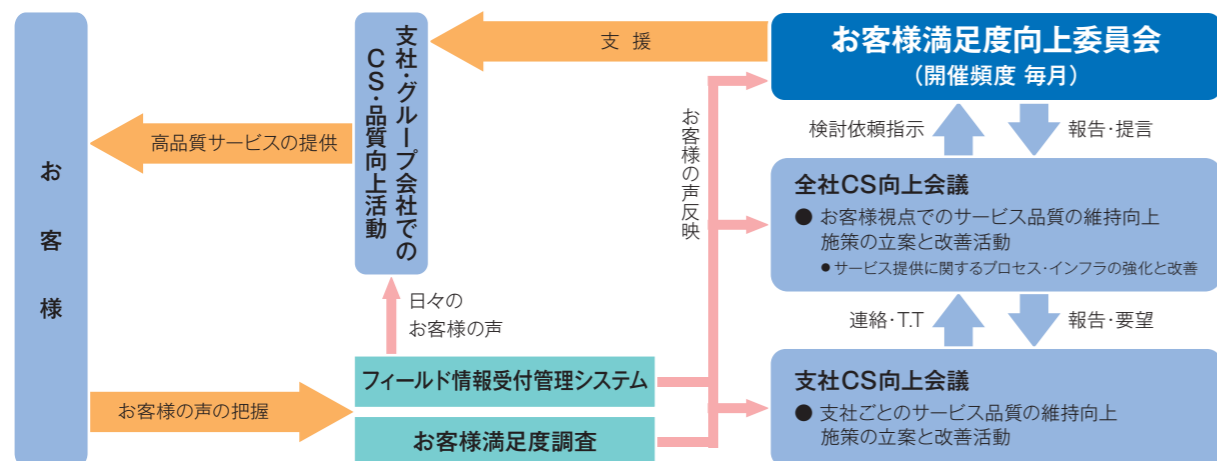 お客様
高品質サービスの提供
お客様の声の把握
支社・グループ会社での
CS・品質向上活動
日々の
お客様の声
フィールド情報受付管理システム
お客様満足度調査
支 援
お客様の声反映
お客様満足度向上委員会
(開催頻度 毎月)
検討依頼指示
報告・提言
全社CS向上会議
● お客様視点でのサービス品質の維持向上
施策の立案と改善活動
● サービス提供に関するプロセス・インフラの強化と改善
連絡・T.T
報告・要望
支社CS向上会議
● 支社ごとのサービス品質の維持向上
施策の立案と改善活動